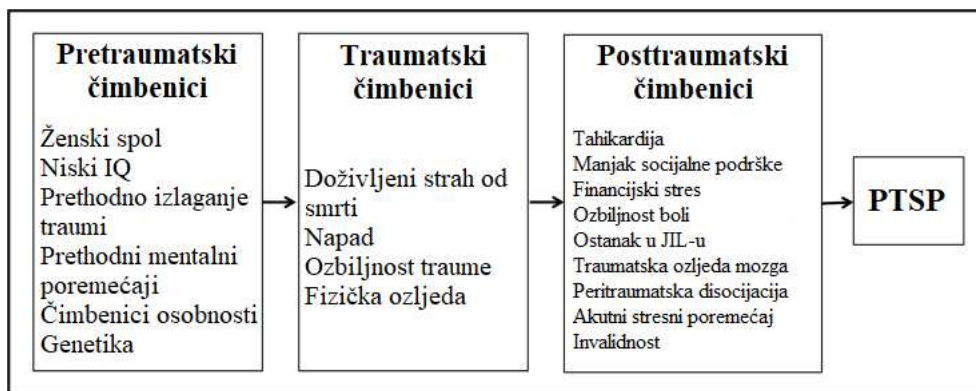 Pretraumatski
čimbenici
Ženski spol
Niski IQ
Prethodno izlaganje
traumi
Prethodni mentalni
poremećaji
Čimbenici osobnosti
Genetika
Traumatski
čimbenici
Doživljeni strah od
smrti
Napad
Ozbiljnost traume
Fizička ozljeda
Posttraumatski
čimbenici
Tahikardija
Manjak socijalne podrške
Financijski stres
Ozbiljnost boli
Ostanak u JIL-u
Traumatska ozljeda mozga
Peritraumatska disocijacija
Akutni stresni poremećaj
Invalidnost
PTSP